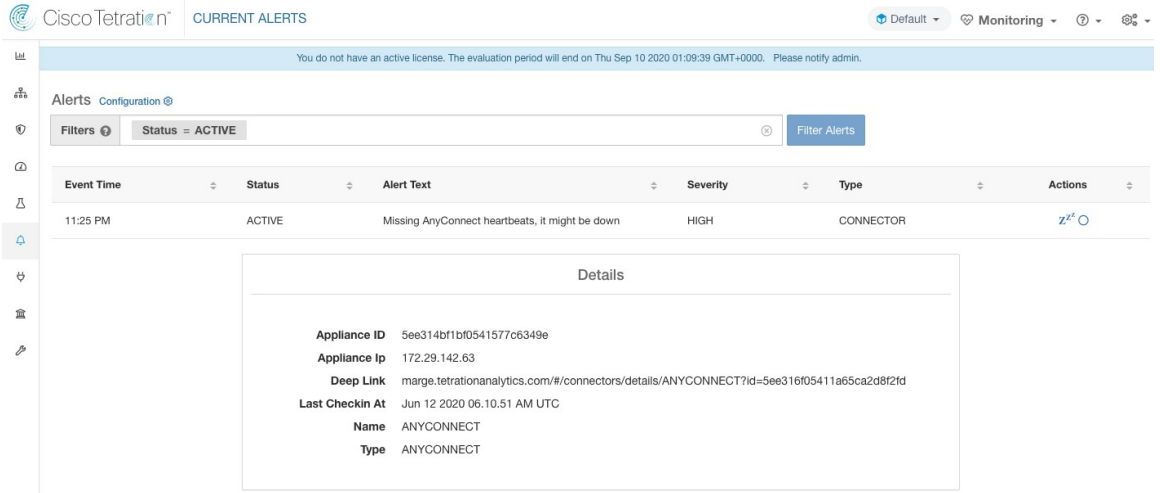 Cisco Tetration™ CURRENT ALERTS Default Monitoring
You do not have an active license. The evaluation period will end on Thu Sep 10 2020 01:09:39 GMT+0000. Please notify admin.
Alerts Configuration
Filters Status = ACTIVE Filter Alerts
Event Time Status Alert Text Severity Type Actions
11:25 PM ACTIVE Missing AnyConnect heartbeats, it might be down HIGH CONNECTOR zzz
Details
Appliance ID 5ee314bf1bf0541577c6349e
Appliance Ip 172.29.142.63
Deep Link marge.tetrationanalytics.com/#/connectors/details/ANYCONNECT?id=5ee316f05411a65ca2d8f2fd
Last Checkin At Jun 12 2020 06.10.51 AM UTC
Name ANYCONNECT
Type ANYCONNECT